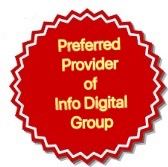 Preferred
Provider
of
Info Digital
Group